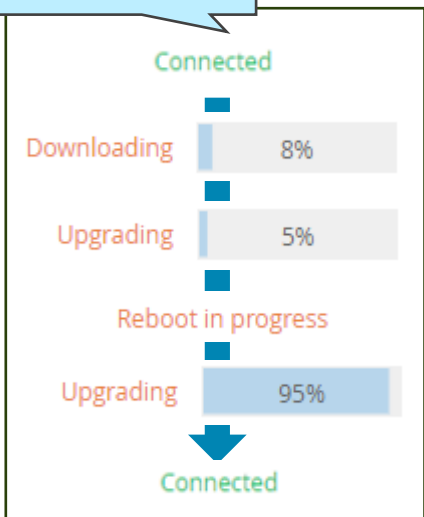 Connected
Downloading 8%
Upgrading 5%
Reboot in progress
Upgrading 95%
Connected